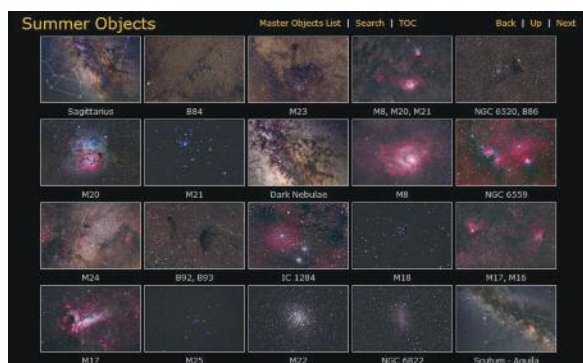 Summer Objects Master Objects List | Search | TOC Back | Up | Next
Sagittarius B84 M23 M8, M20, M21 NGC 6520, B86
M20 M21 Dark Nebulae M8 NGC 6559
M24 B92, B93 IC 1284 M18 M17, M16
M17 M25 M22 NGC 6822 Scutum - Aquila